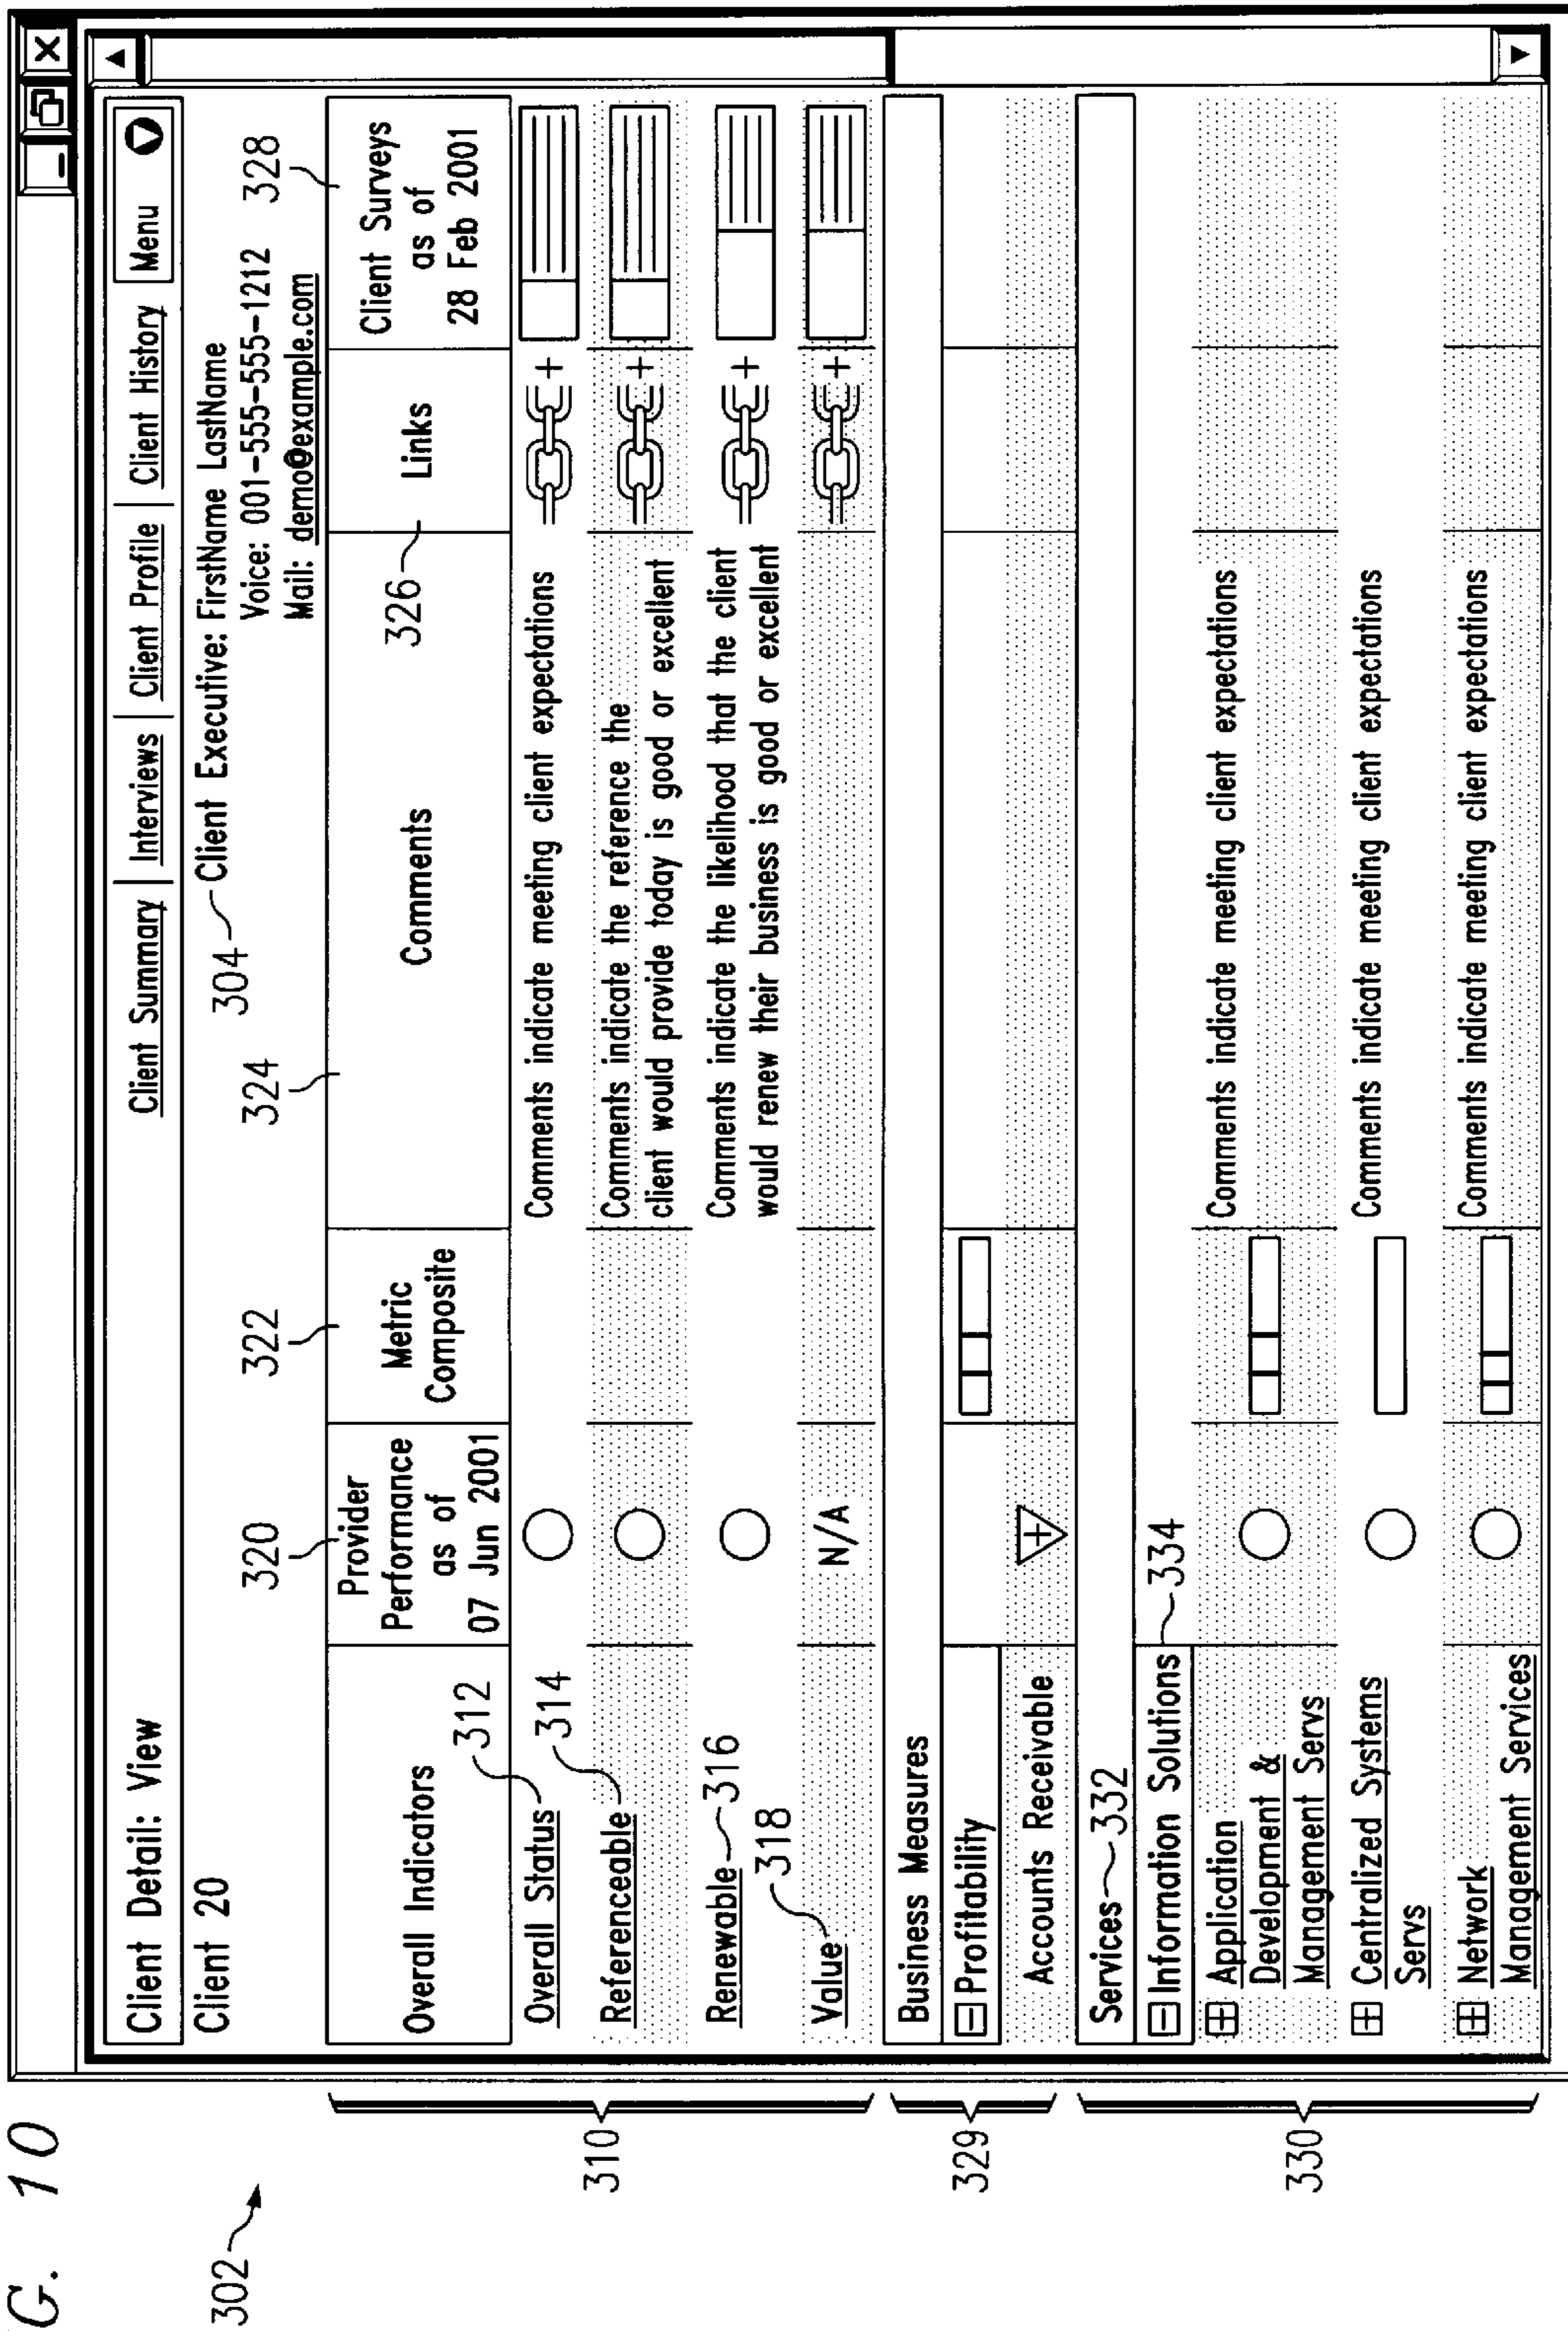 G. 10
302
Client Detail: View
Client Summary | Interviews | Client Profile | Client History Menu
Client 20
304 Client Executive: FirstName LastName
Voice: 001-555-555-1212
Mail: demo@example.com
320 322 324 326 328
Overall Indicators
Provider
Performance
as of
07 Jun 2001
Metric
Composite
Comments
Links
Client Surveys
as of
28 Feb 2001
310
Overall Status 312
Comments indicate meeting client expectations
+
Referenceable 314
Comments indicate the reference the
client would provide today is good or excellent
+
Renewable 316
Comments indicate the likelihood that the client
would renew their business is good or excellent
+
Value 318
N/A
+
329
Business Measures
Profitability
Accounts Receivable
+
330
Services 332
Information Solutions 334
Application
Development &
Management Servs
Comments indicate meeting client expectations
Centralized Systems
Servs
Comments indicate meeting client expectations
Network
Management Services
Comments indicate meeting client expectations